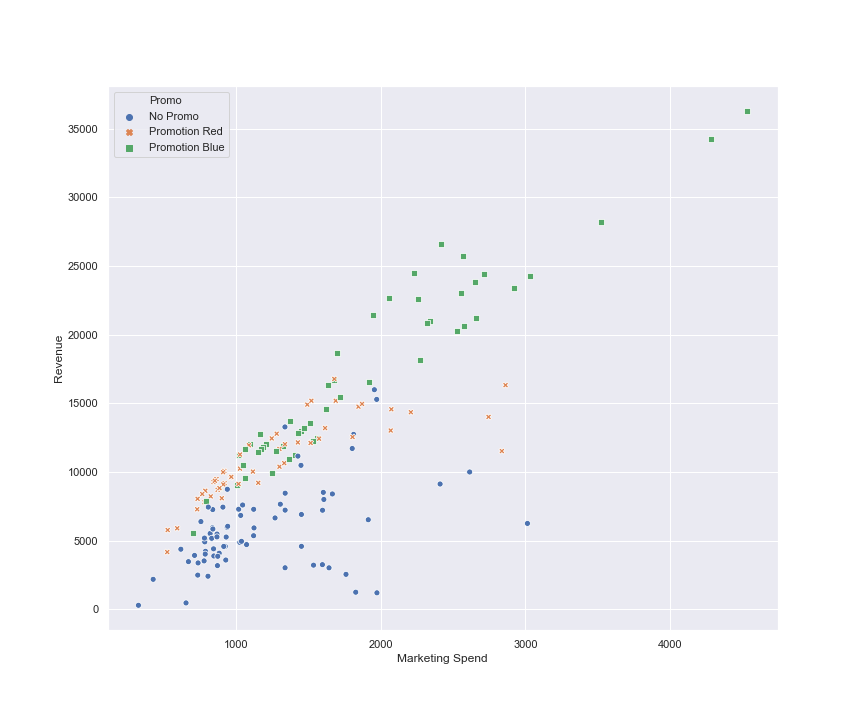 Promo
No Promo
Promotion Red
Promotion Blue
35000
30000
25000
20000
15000
10000
5000
0
Revenue
1000 2000 3000 4000
Marketing Spend